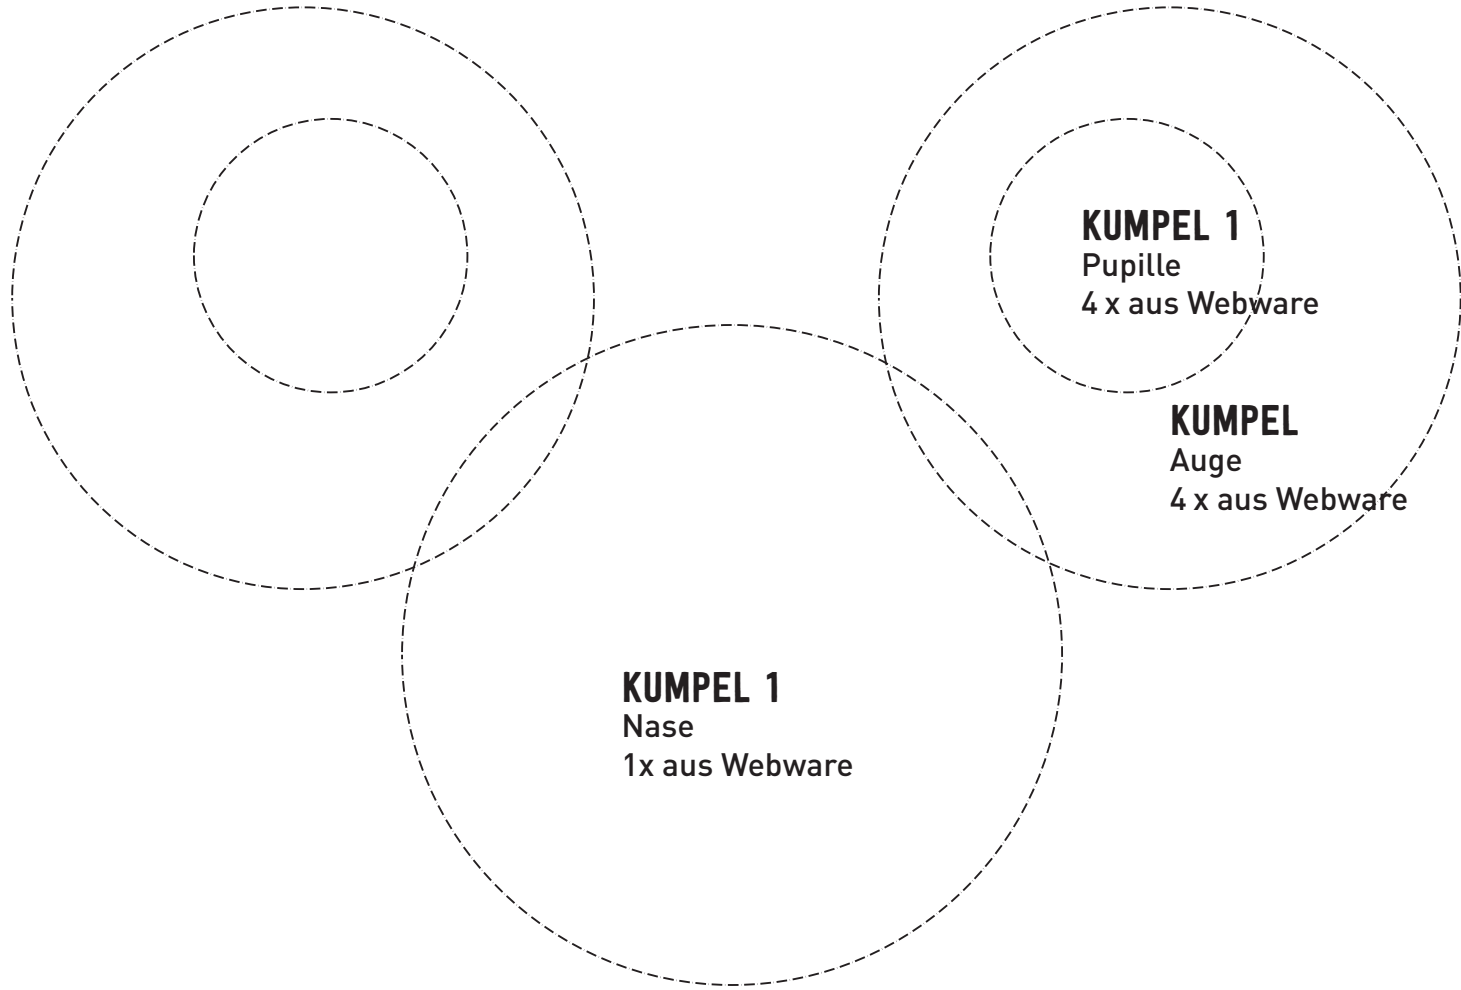 KUMPEL 1
Pupille
4 x aus Webware
KUMPEL
Auge
4 x aus Webware
KUMPEL 1
Nase
1x aus Webware